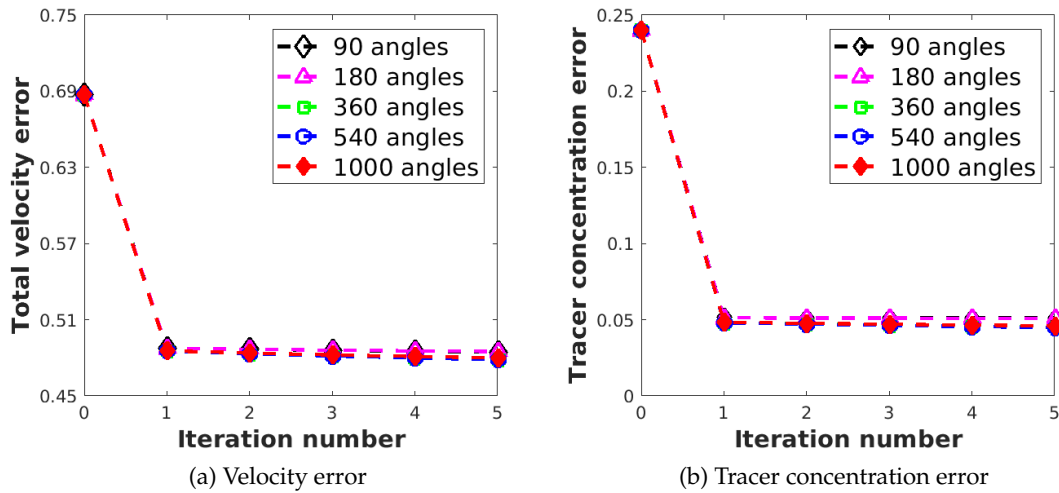 0.75
0.69
0.63
0.57
0.51
0.45
Total velocity error
90 angles
180 angles
360 angles
540 angles
1000 angles
0 1 2 3 4 5
Iteration number
(a) Velocity error
0.25
0.2
0.15
0.1
0.05
0
Tracer concentration error
90 angles
180 angles
360 angles
540 angles
1000 angles
0 1 2 3 4 5
Iteration number
(b) Tracer concentration error